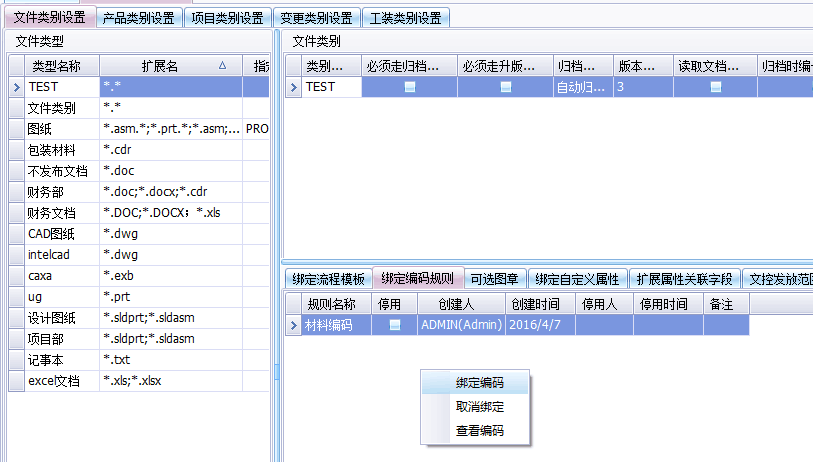 文件类别设置 产品类别设置 项目类别设置 变更类别设置 工装类别设置
文件类型
类型名称 扩展名 指定
TEST *.*
文件类别 *.*
图纸 *.asm.*;*.prt.*;*.asm;... PRO
包装材料 *.cdr
不发布文档 *.doc
财务部 *.doc;*.docx;*.cdr
财务文档 *.DOC;*.DOCX；*.xls
CAD图纸 *.dwg
intelcad *.dwg
caxa *.exb
ug *.prt
设计图纸 *.sldprt;*.sldasm
项目部 *.sldprt;*.sldasm
记事本 *.txt
excel文档 *.xls;*.xlsx
文件类别
类别... 必须走归档... 必须走升版... 归档... 版本... 读取文档... 归档时编
TEST 自动归... 3
绑定流程模板 绑定编码规则 可选图章 绑定自定义属性 扩展属性关联字段 文控发放范
规则名称 停用 创建人 创建时间 停用人 停用时间 备注
材料编码 ADMIN(Admin) 2016/4/7
绑定编码
取消绑定
查看编码